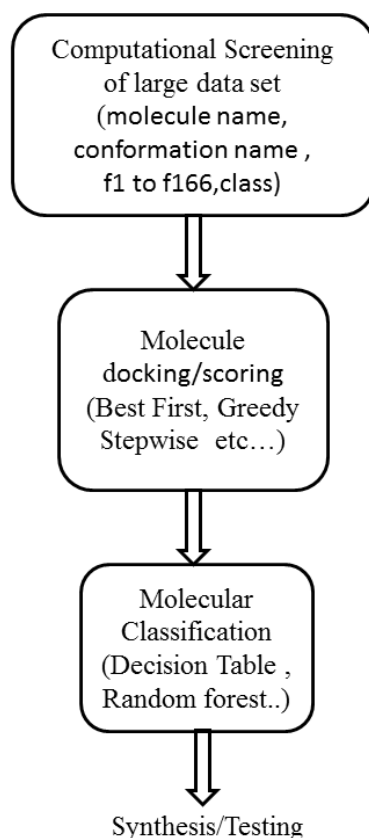 Computational Screening
of large data set
(molecule name,
conformation name ,
f1 to f166,class)
Molecule
docking/scoring
(Best First, Greedy
Stepwise etc...)
Molecular
Classification
(Decision Table ,
Random forest..)
Synthesis/Testing